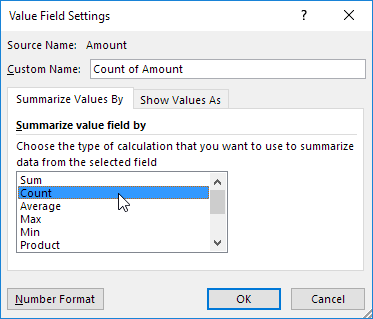 Value Field Settings ? ×
Source Name: Amount
Custom Name: Count of Amount
Summarize Values By Show Values As
Summarize value field by
Choose the type of calculation that you want to use to summarize
data from the selected field
Sum
Count
Average
Max
Min
Product
Number Format OK Cancel